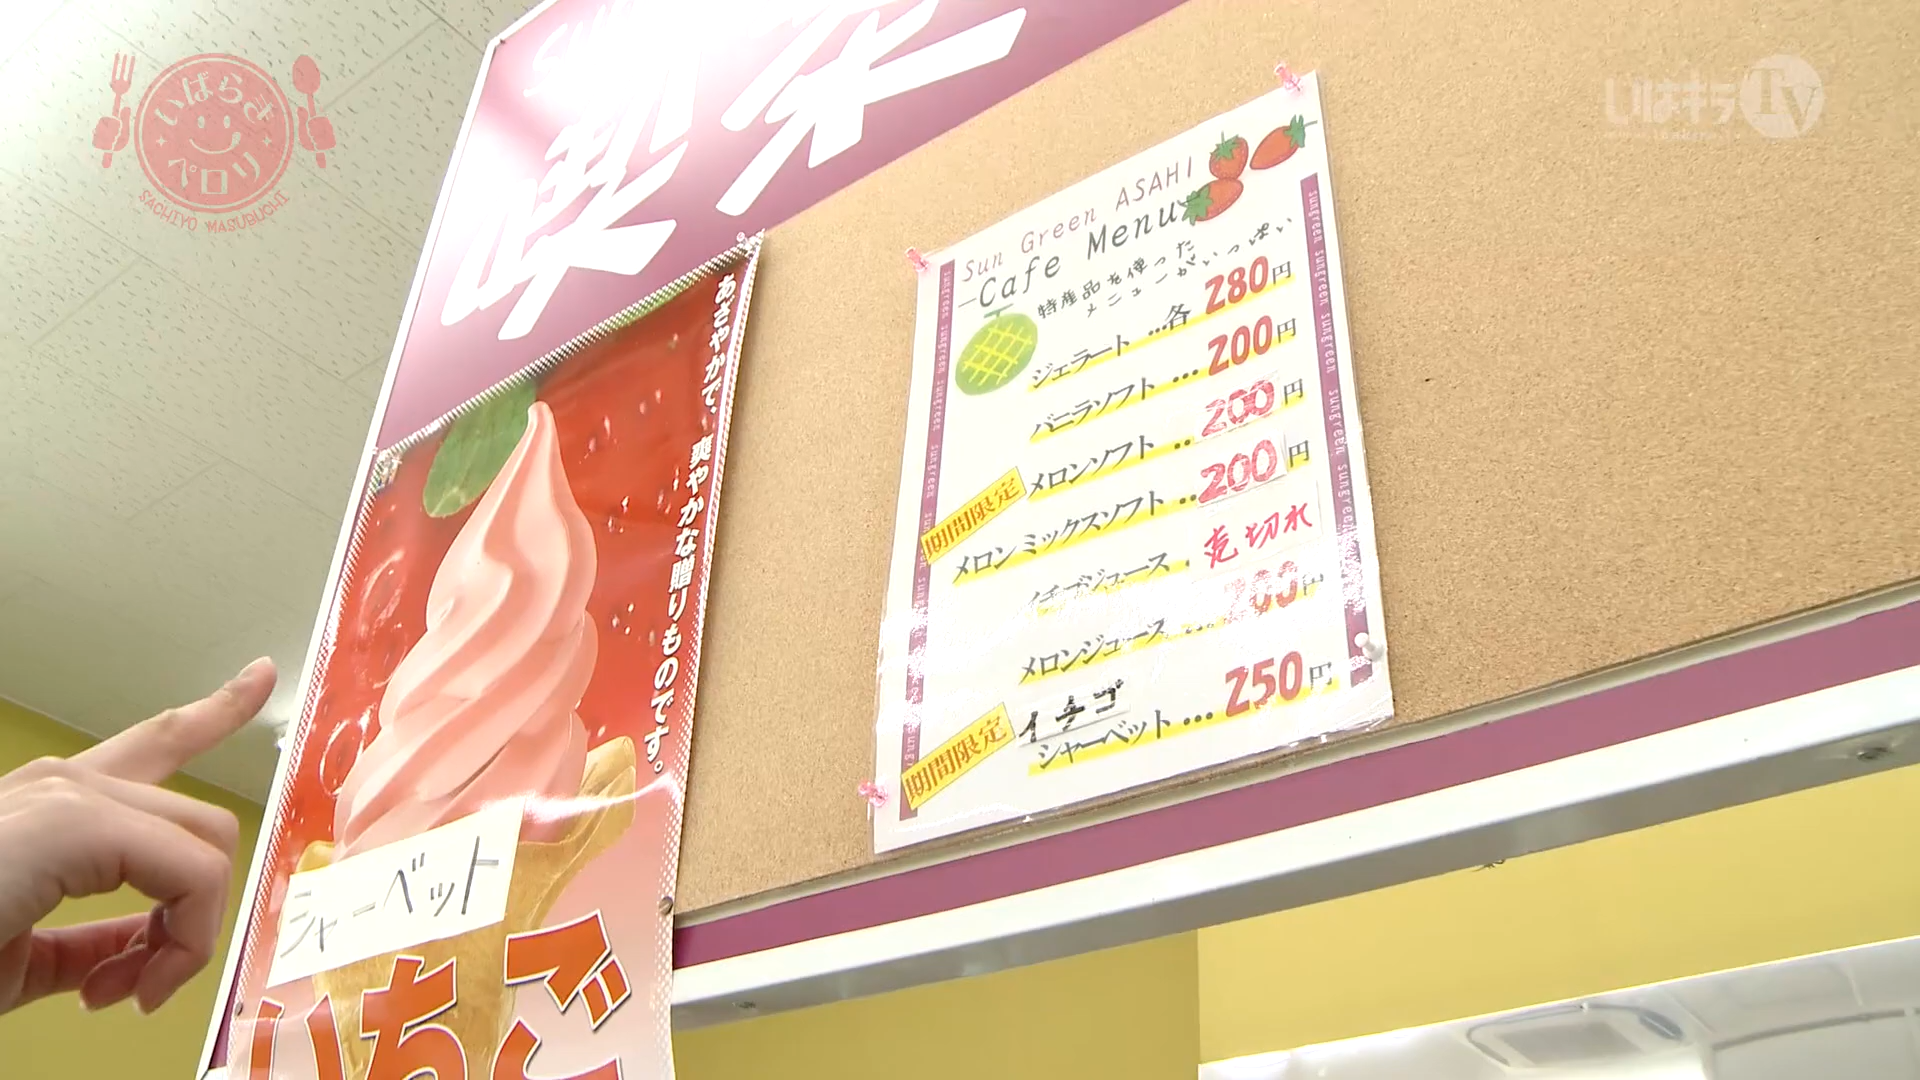 いばらき
ペロリ
SACHIYO MASUBUCHI
いばキラTV
喫茶
あざやかで、爽やかな贈りものです。
シャーベット
いちご
Sun Green ASAHI
Cafe Menu
特産品を使った
メニューがいっぱい
ジェラート …各 280円
バニラソフト … 200円
期間限定 メロンソフト .. 200円
メロンミックスソフト .. 200円
イチゴジュース . 売切れ
メロンジュース 200円
期間限定 イチゴ
シャーベット … 250円